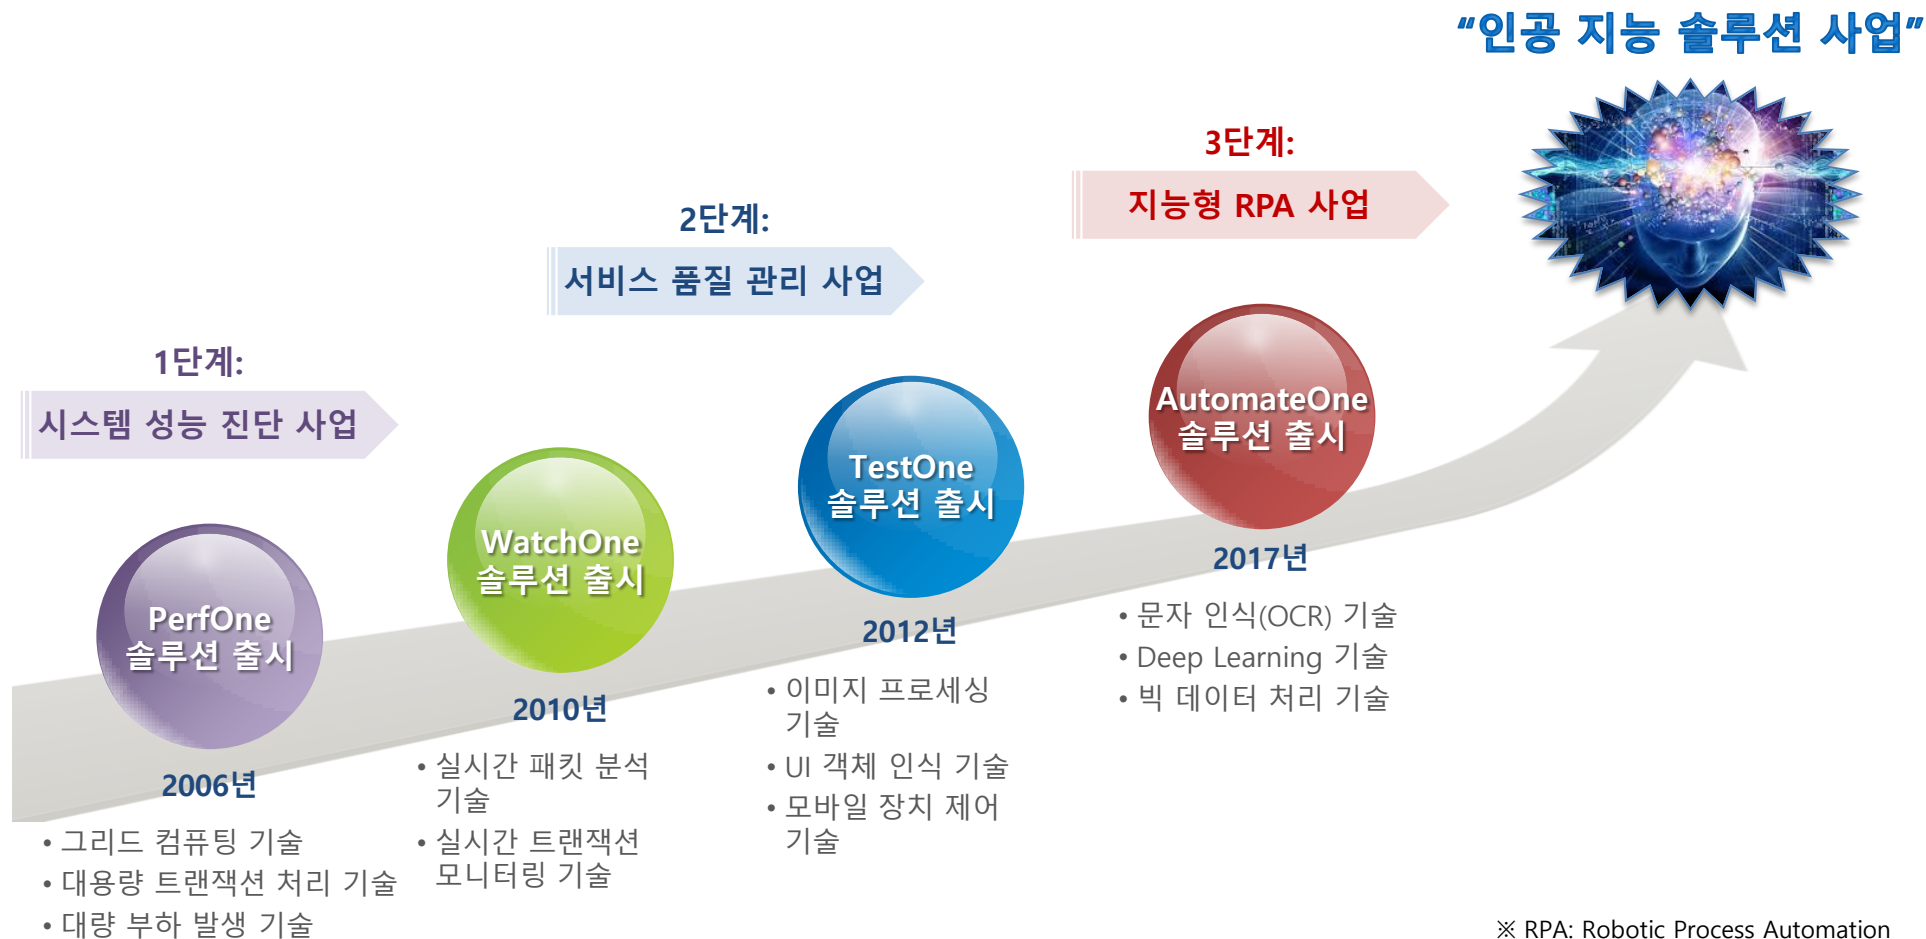 “인공 지능 솔루션 사업”
3단계:
지능형 RPA 사업
2단계:
서비스 품질 관리 사업
1단계:
시스템 성능 진단 사업
PerfOne
솔루션 출시
2006년
• 그리드 컴퓨팅 기술
• 대용량 트랜잭션 처리 기술
• 대량 부하 발생 기술
WatchOne
솔루션 출시
2010년
• 실시간 패킷 분석
기술
• 실시간 트랜잭션
모니터링 기술
TestOne
솔루션 출시
2012년
• 이미지 프로세싱
기술
• UI 객체 인식 기술
• 모바일 장치 제어
기술
AutomateOne
솔루션 출시
2017년
• 문자 인식(OCR) 기술
• Deep Learning 기술
• 빅 데이터 처리 기술
※ RPA: Robotic Process Automation